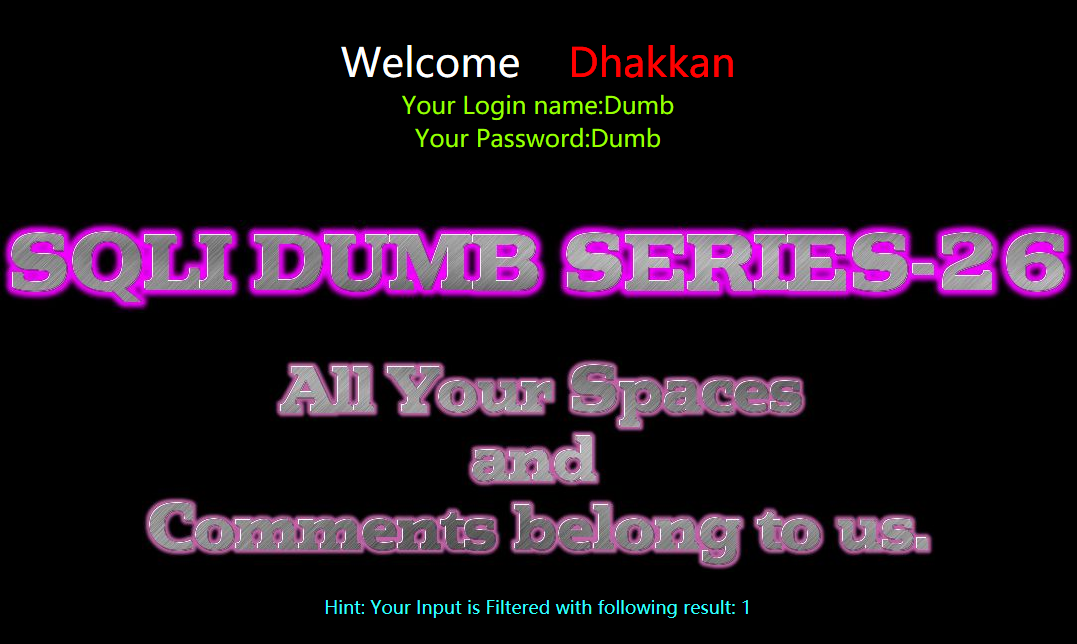 Welcome Dhakkan
Your Login name:Dumb
Your Password:Dumb
SQLI DUMB SERIES-26
All Your Spaces
and
Comments belong to us.
Hint: Your Input is Filtered with following result: 1